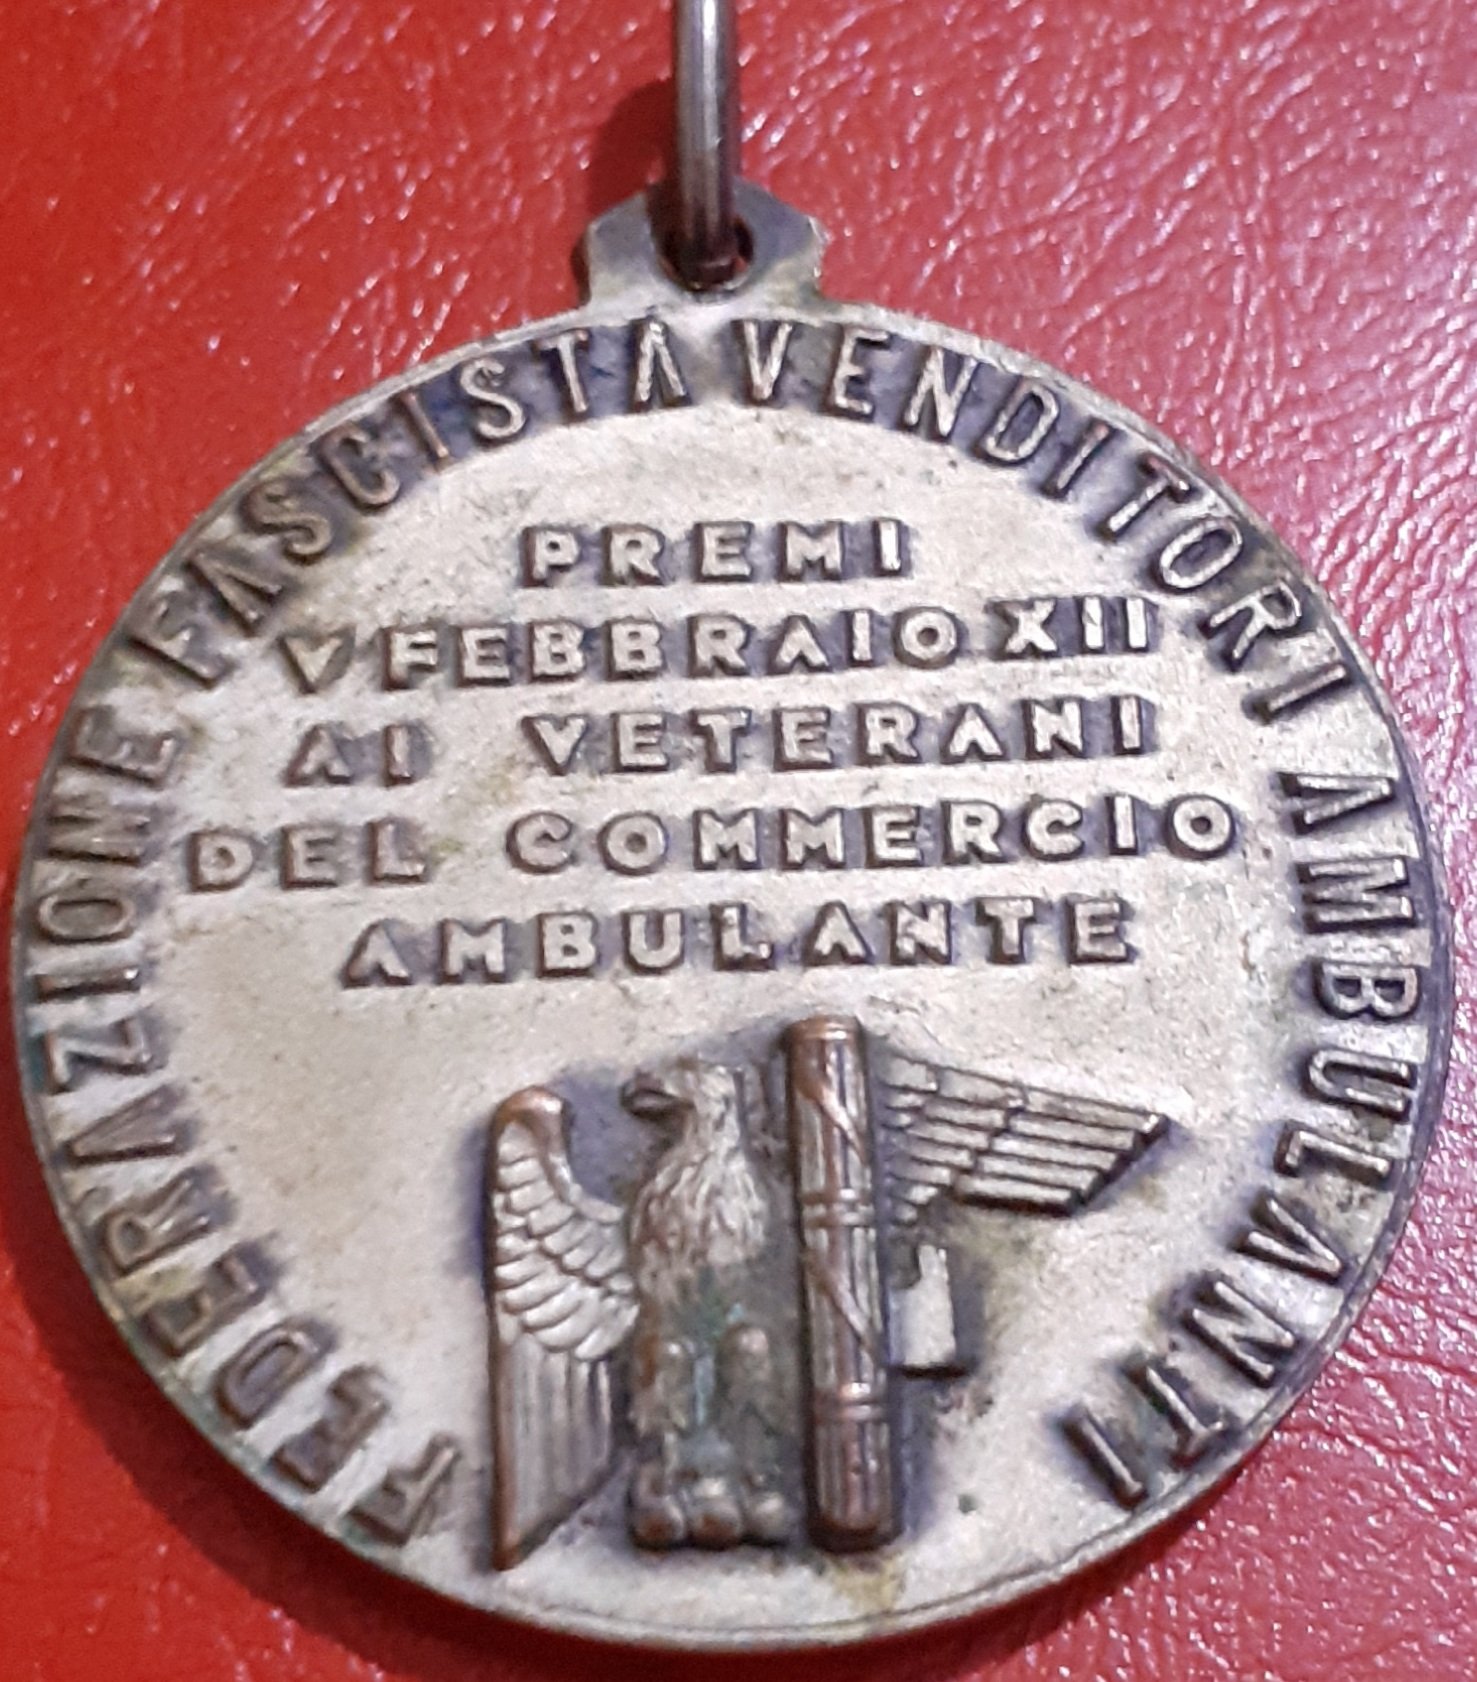 FEDERAZIONE FASCISTA VENDITORI AMBULANTI
PREMI
V FEBBRAIO XII
AI VETERANI
DEL COMMERCIO
AMBULANTE